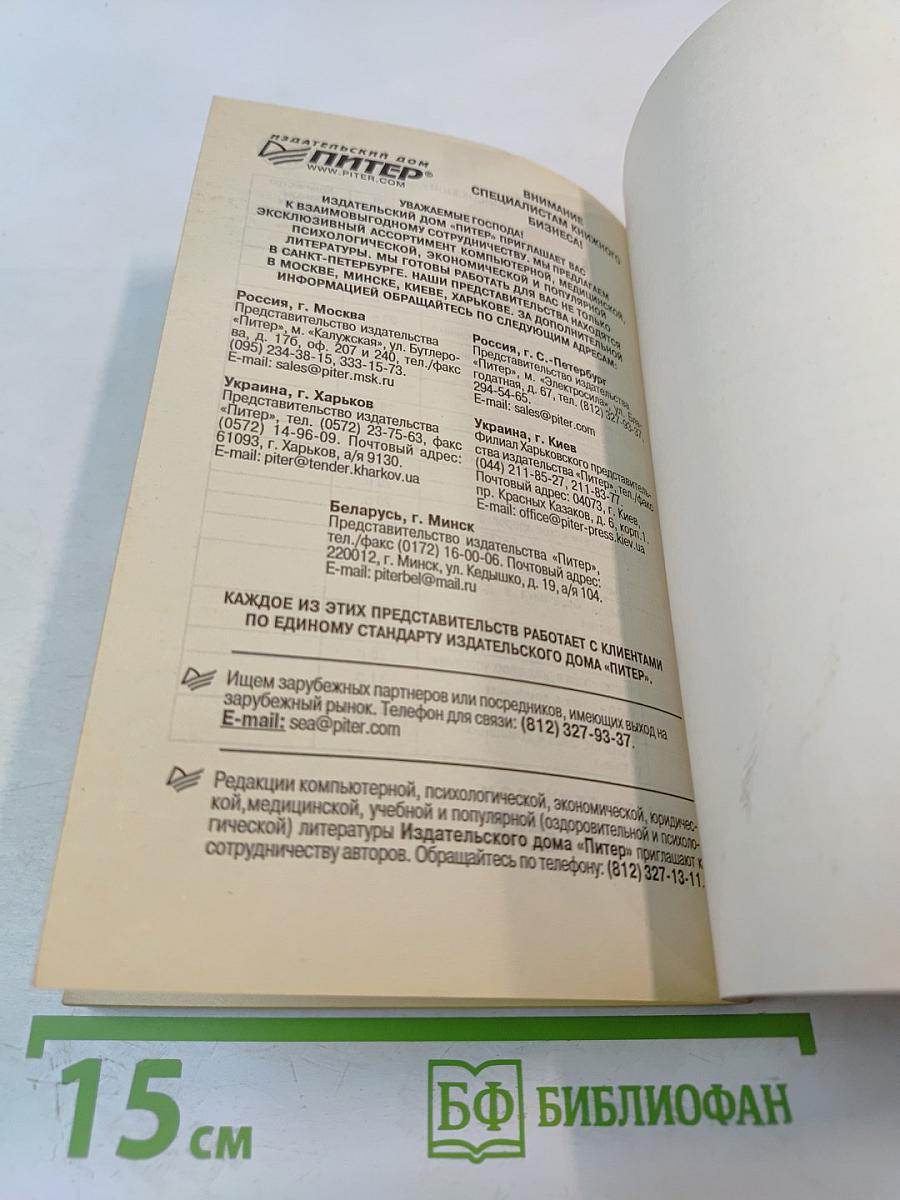 ИЗДАТЕЛЬСКИЙ ДОМ
ПИТЕР®
WWW.PITER.COM
ВНИМАНИЕ
СПЕЦИАЛИСТАМ КНИЖНОГО
БИЗНЕСА!
УВАЖАЕМЫЕ ГОСПОДА!
ИЗДАТЕЛЬСКИЙ ДОМ «ПИТЕР» ПРИГЛАШАЕТ ВАС
К ВЗАИМОВЫГОДНОМУ СОТРУДНИЧЕСТВУ. МЫ ПРЕДЛАГАЕМ
ЭКСКЛЮЗИВНЫЙ АССОРТИМЕНТ КОМПЬЮТЕРНОЙ, МЕДИЦИНСКОЙ,
ПСИХОЛОГИЧЕСКОЙ, ЭКОНОМИЧЕСКОЙ И ПОПУЛЯРНОЙ
ЛИТЕРАТУРЫ. МЫ ГОТОВЫ РАБОТАТЬ ДЛЯ ВАС НЕ ТОЛЬКО
В САНКТ-ПЕТЕРБУРГЕ. НАШИ ПРЕДСТАВИТЕЛЬСТВА НАХОДЯТСЯ
В МОСКВЕ, МИНСКЕ, КИЕВЕ, ХАРЬКОВЕ. ЗА ДОПОЛНИТЕЛЬНОЙ
ИНФОРМАЦИЕЙ ОБРАЩАЙТЕСЬ ПО СЛЕДУЮЩИМ АДРЕСАМ:
Россия, г. Москва
Представительство издательства
«Питер», м. «Калужская», ул. Бутлеро-
ва, д. 17б, оф. 207 и 240, тел./факс
(095) 234-38-15, 333-15-73.
E-mail: sales@piter.msk.ru
Россия, г. С.-Петербург
Представительство издательства
«Питер», м. «Электросила», ул. Бла-
годатная, д. 67, тел. (812) 327-93-37,
294-54-65.
E-mail: sales@piter.com
Украина, г. Харьков
Представительство издательства
«Питер», тел. (0572) 23-75-63, факс
(0572) 14-96-09. Почтовый адрес:
61093, г. Харьков, а/я 9130.
E-mail: piter@tender.kharkov.ua
Украина, г. Киев
Филиал Харьковского представитель-
ства издательства «Питер», тел./факс
(044) 211-85-27, 211-83-77.
Почтовый адрес: 04073, г. Киев,
пр. Красных Казаков, д. 6, корп.1.
E-mail: office@piter-press.kiev.ua
Беларусь, г. Минск
Представительство издательства «Питер»,
тел./факс (0172) 16-00-06. Почтовый адрес:
220012, г. Минск, ул. Кедышко, д. 19, а/я 104.
E-mail: piterbel@mail.ru
КАЖДОЕ ИЗ ЭТИХ ПРЕДСТАВИТЕЛЬСТВ РАБОТАЕТ С КЛИЕНТАМИ
ПО ЕДИНОМУ СТАНДАРТУ ИЗДАТЕЛЬСКОГО ДОМА «ПИТЕР».
Ищем зарубежных партнеров или посредников, имеющих выход на
зарубежный рынок. Телефон для связи: (812) 327-93-37.
E-mail: sea@piter.com
Редакции компьютерной, психологической, экономической, юридичес-
кой, медицинской, учебной и популярной (оздоровительной и психоло-
гической) литературы Издательского дома «Питер» приглашают к
сотрудничеству авторов. Обращайтесь по телефону: (812) 327-13-11.
15 см
БФ БИБЛИОФАН